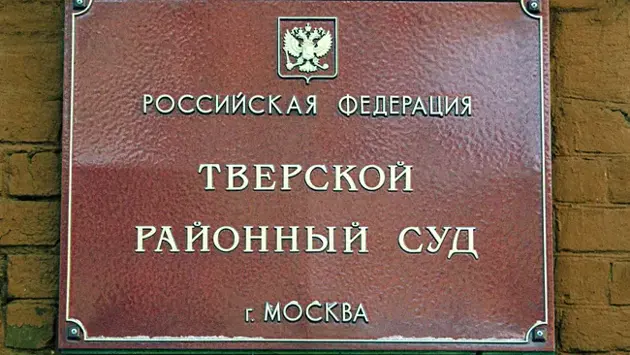 РОССИЙСКАЯ ФЕДЕРАЦИЯ
ТВЕРСКОЙ
РАЙОННЫЙ СУД
г. МОСКВА